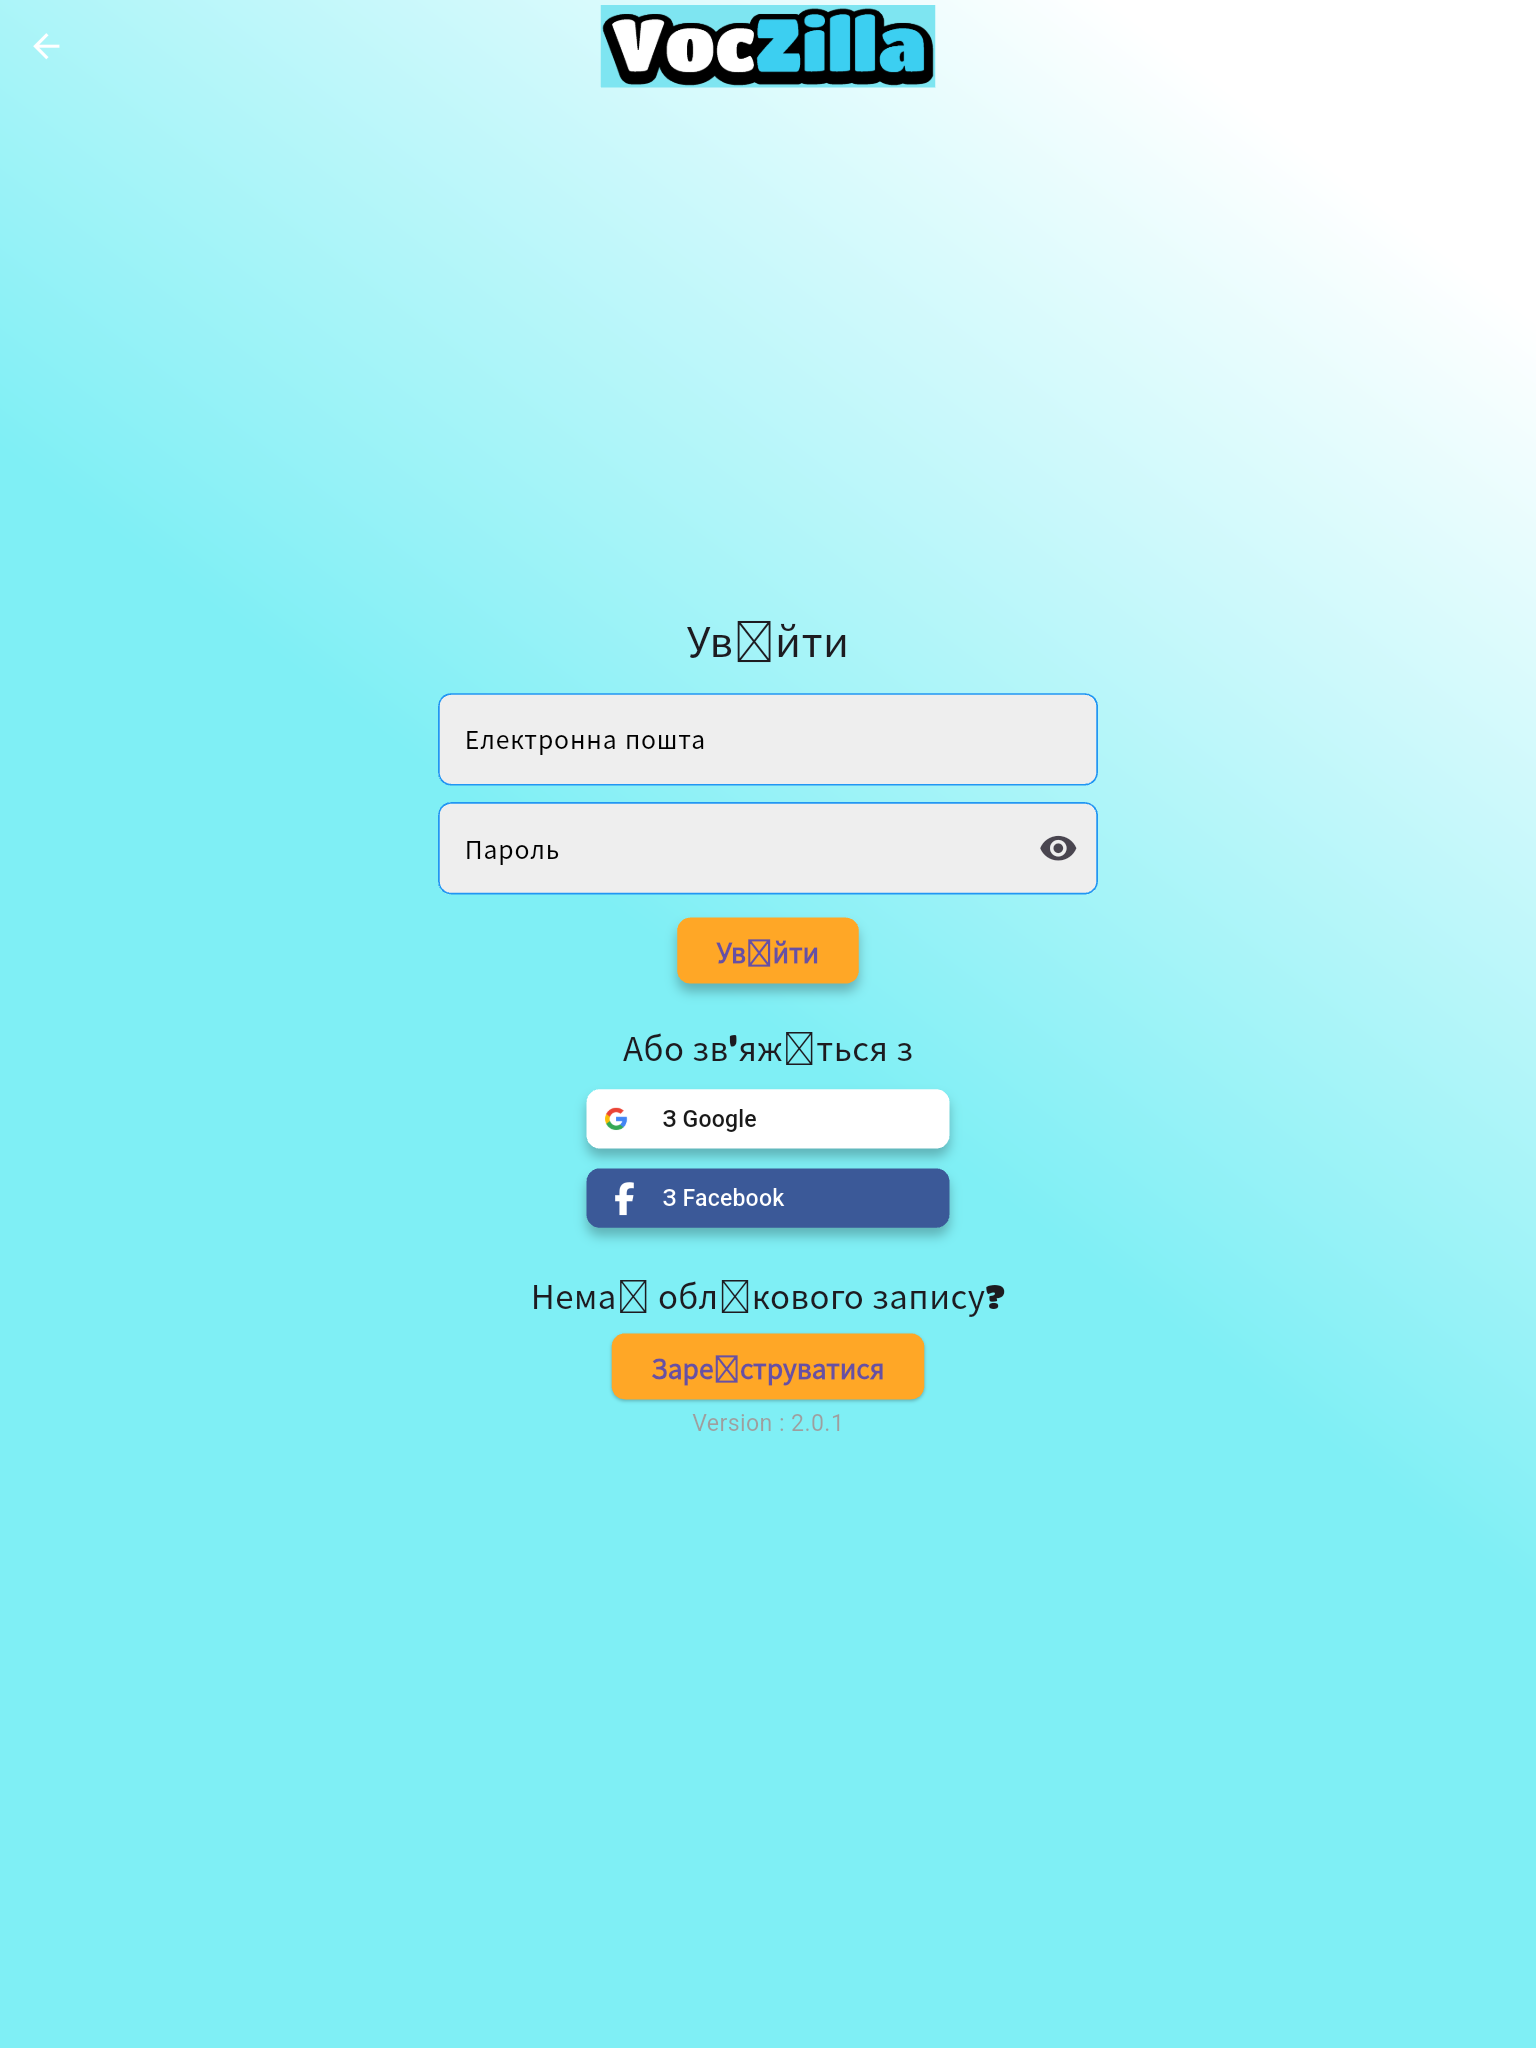 VocZilla
Ув☒йти
Електронна пошта
Пароль
Ув☒йти
Або зв'яж☒ться з
З Google
З Facebook
Нема☒ обл☒кового запису?
Заре☒струватися
Version : 2.0.1